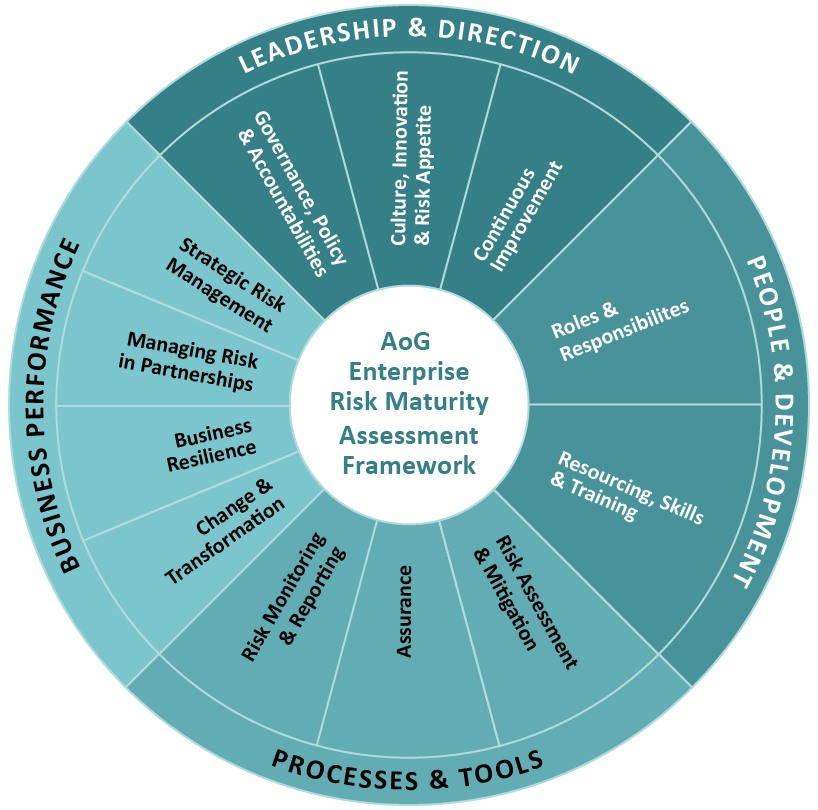 LEADERSHIP & DIRECTION
Governance, Policy
& Accountabilities
Culture, Innovation
& Risk Appetite
Continuous
Improvement
PEOPLE & DEVELOPMENT
Roles &
Responsibilites
Resourcing, Skills
& Training
PROCESSES & TOOLS
Risk Assessment
& Mitigation
Assurance
Risk Monitoring
& Reporting
BUSINESS PERFORMANCE
Change &
Transformation
Business
Resilience
Managing Risk
in Partnerships
Strategic Risk
Management
AoG
Enterprise
Risk Maturity
Assessment
Framework